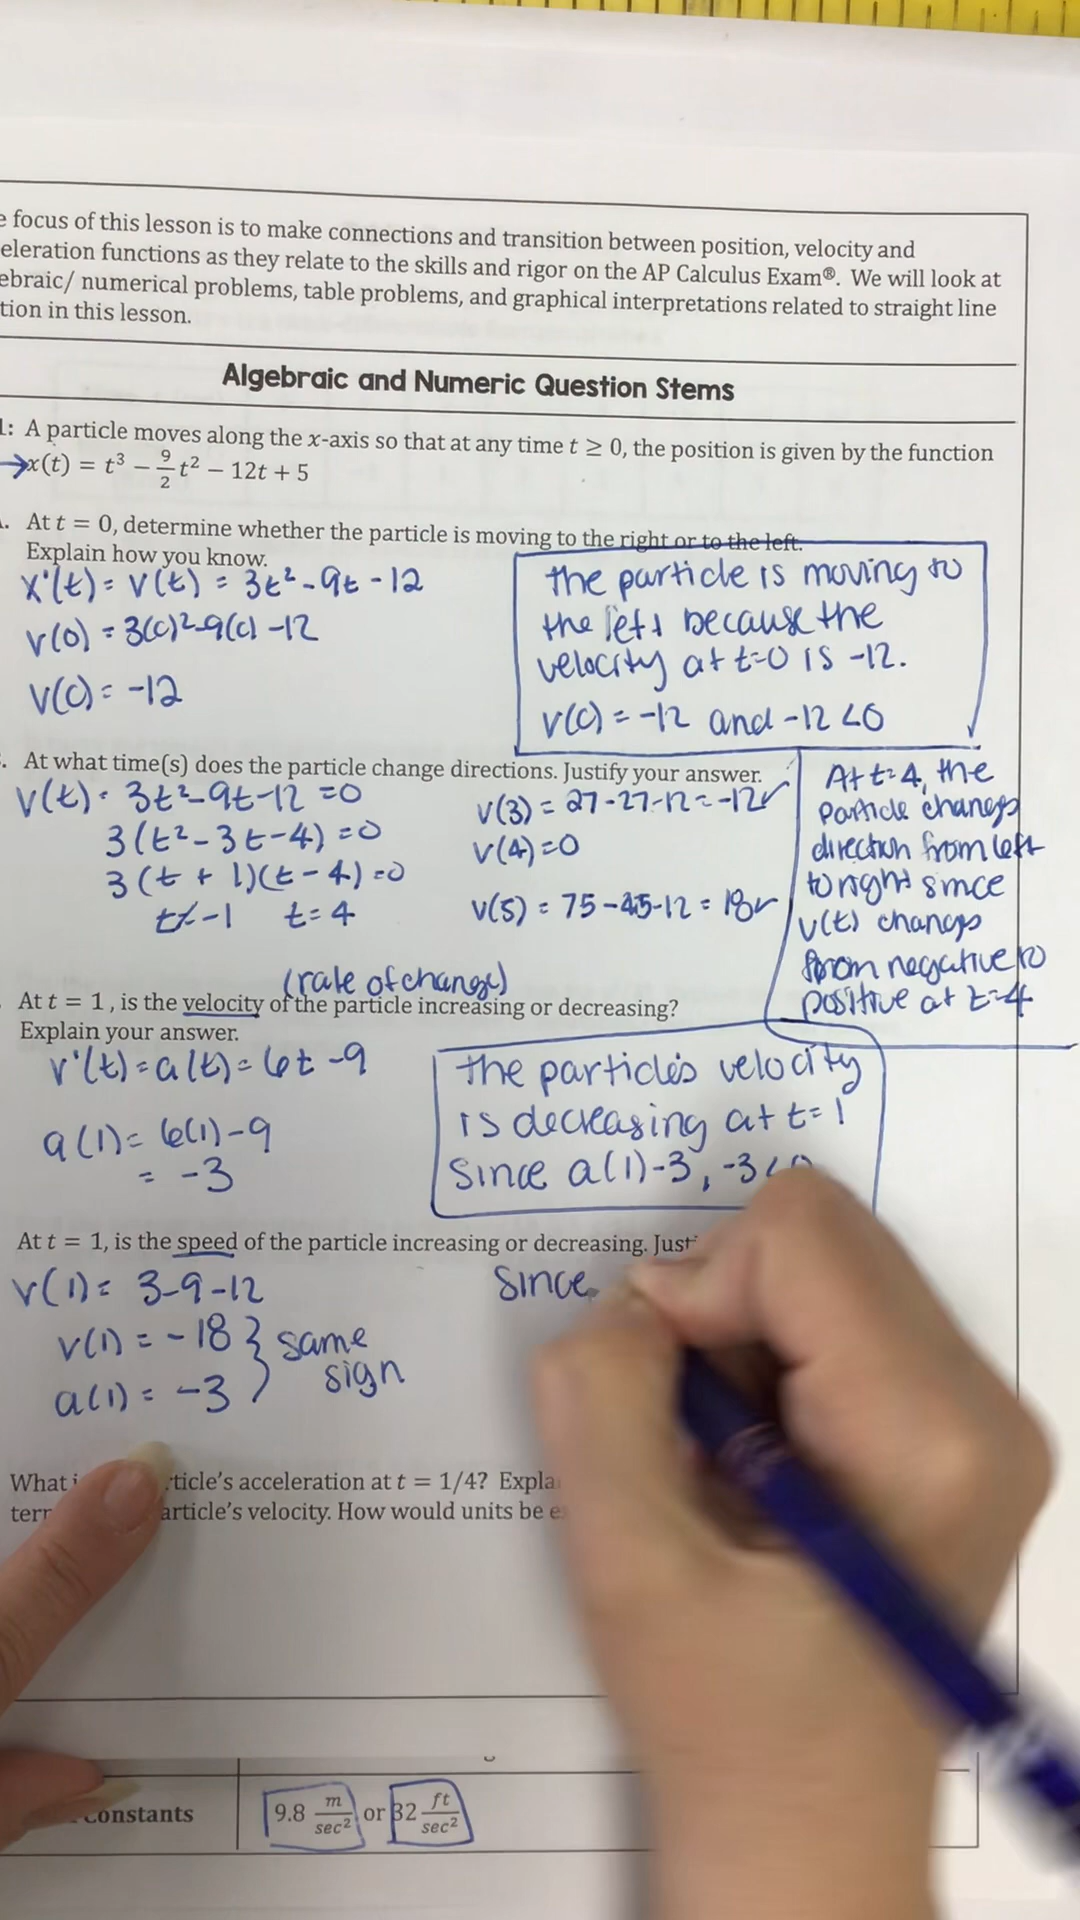 e focus of this lesson is to make connections and transition between position, velocity and
eleration functions as they relate to the skills and rigor on the AP Calculus Exam®. We will look at
ebraic/ numerical problems, table problems, and graphical interpretations related to straight line
tion in this lesson.
Algebraic and Numeric Question Stems
1: A particle moves along the x-axis so that at any time t ≥ 0, the position is given by the function
→x(t) = t³ − 9/2 t² − 12t + 5
. At t = 0, determine whether the particle is moving to the right or to the left.
Explain how you know.
x'(t) = v(t) = 3t² - 9t - 12
v(0) = 3(0)² - 9(0) - 12
v(0) = -12
the particle is moving to
the left because the
velocity at t=0 is -12.
v(0) = -12 and -12 < 0
. At what time(s) does the particle change directions. Justify your answer.
v(t) = 3t² - 9t - 12 = 0
3(t² - 3t - 4) = 0
3(t + 1)(t - 4) = 0
t≠-1 t = 4
v(3) = 27 - 27 - 12 = -12✓
v(4) = 0
v(5) = 75 - 45 - 12 = 18✓
At t=4, the
particle changes
direction from left
to right since
v(t) changes
from negative to
positive at t=4
(rate of change)
At t = 1, is the velocity of the particle increasing or decreasing?
Explain your answer.
v'(t) = a(t) = 6t - 9
a(1) = 6(1) - 9
= -3
the particle's velocity
is decreasing at t=1
since a(1)-3, -3<0
At t = 1, is the speed of the particle increasing or decreasing. Just
v(1) = 3-9-12
v(1) = -18 } same
a(1) = -3 } sign
since
What i ticle's acceleration at t = 1/4? Expla
ter article's velocity. How would units be e
Constants
9.8 m/sec² or 32 ft/sec²